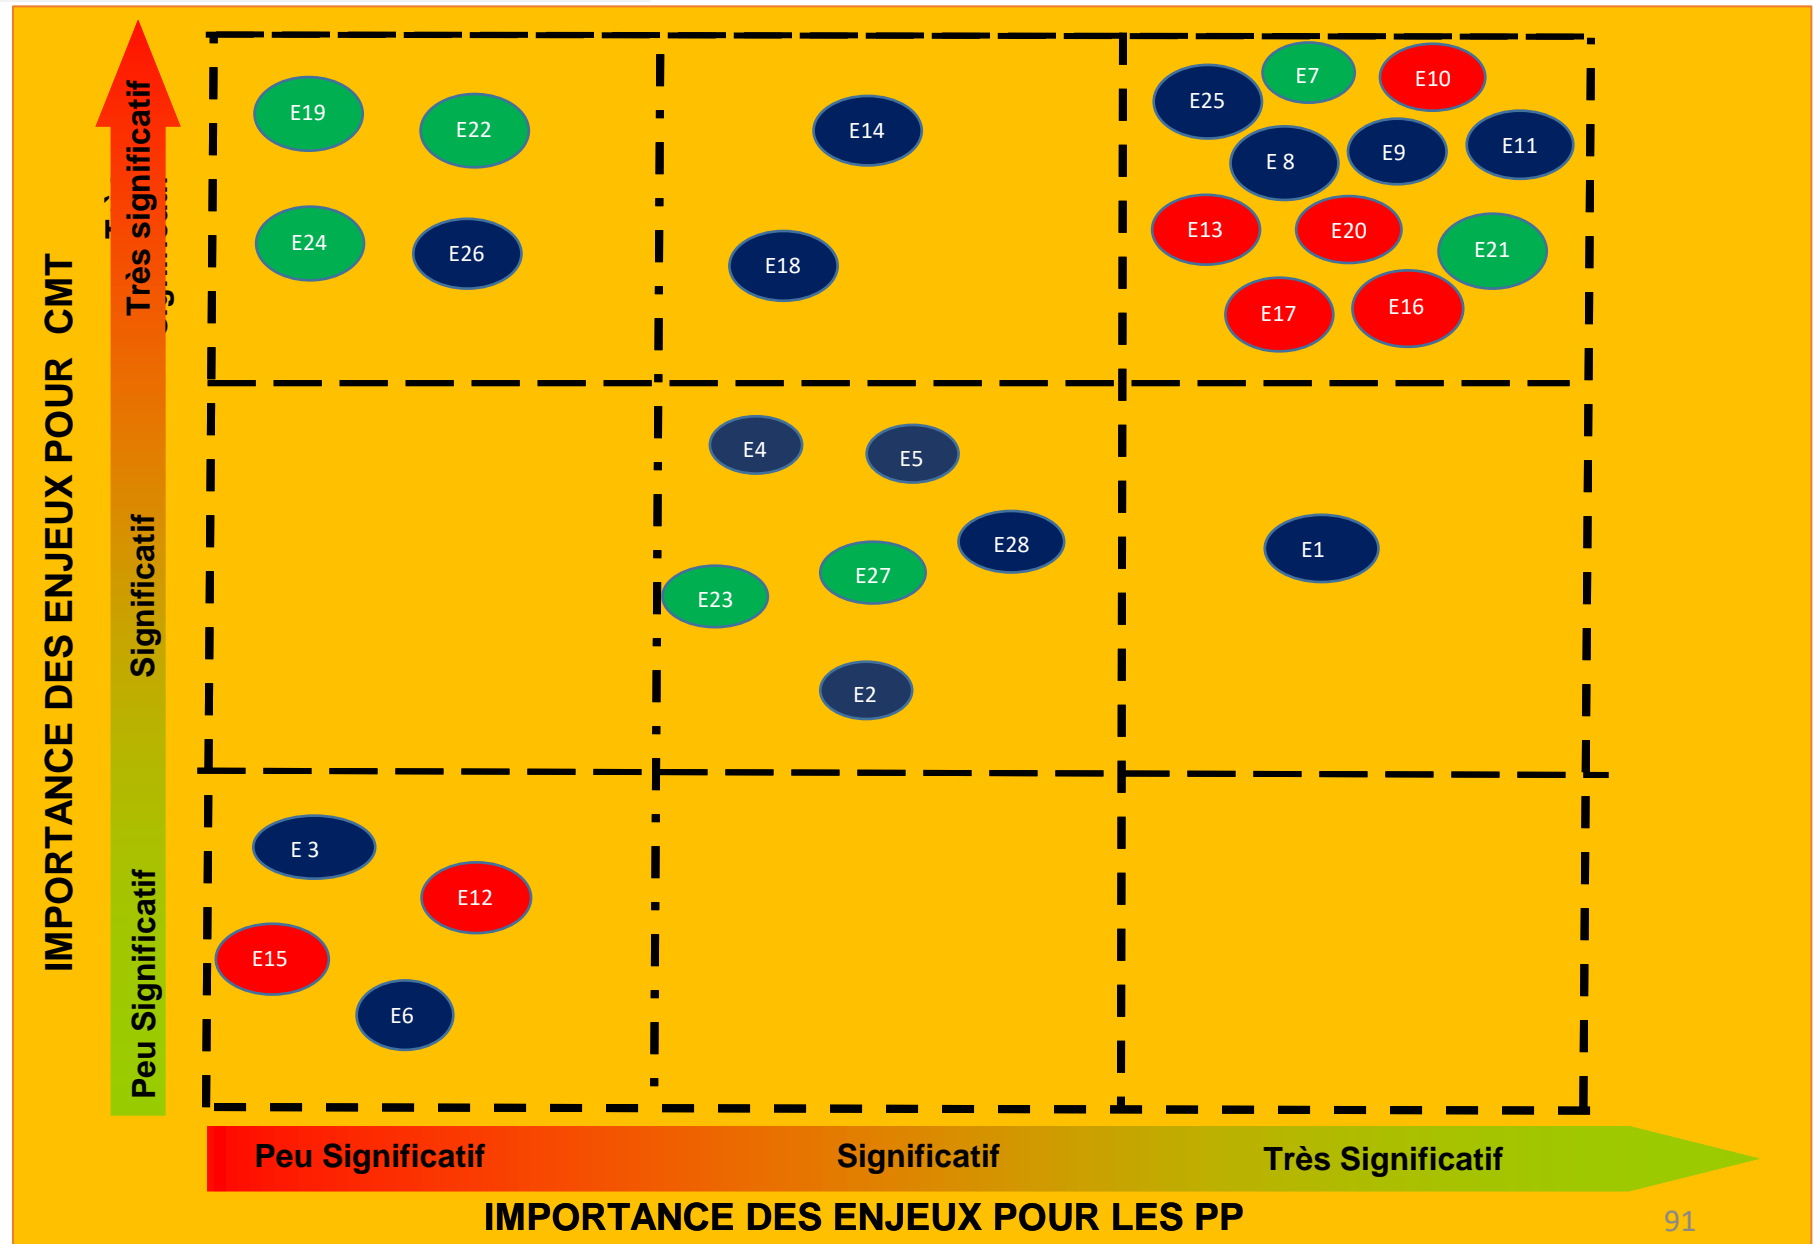 IMPORTANCE DES ENJEUX POUR CMT
Très significatif
Significatif
Peu Significatif
E19
E22
E24
E26
E14
E18
E25
E7
E10
E 8
E9
E11
E13
E20
E21
E17
E16
E4
E5
E28
E27
E23
E2
E1
E 3
E12
E15
E6
Peu Significatif
Significatif
Très Significatif
IMPORTANCE DES ENJEUX POUR LES PP
91